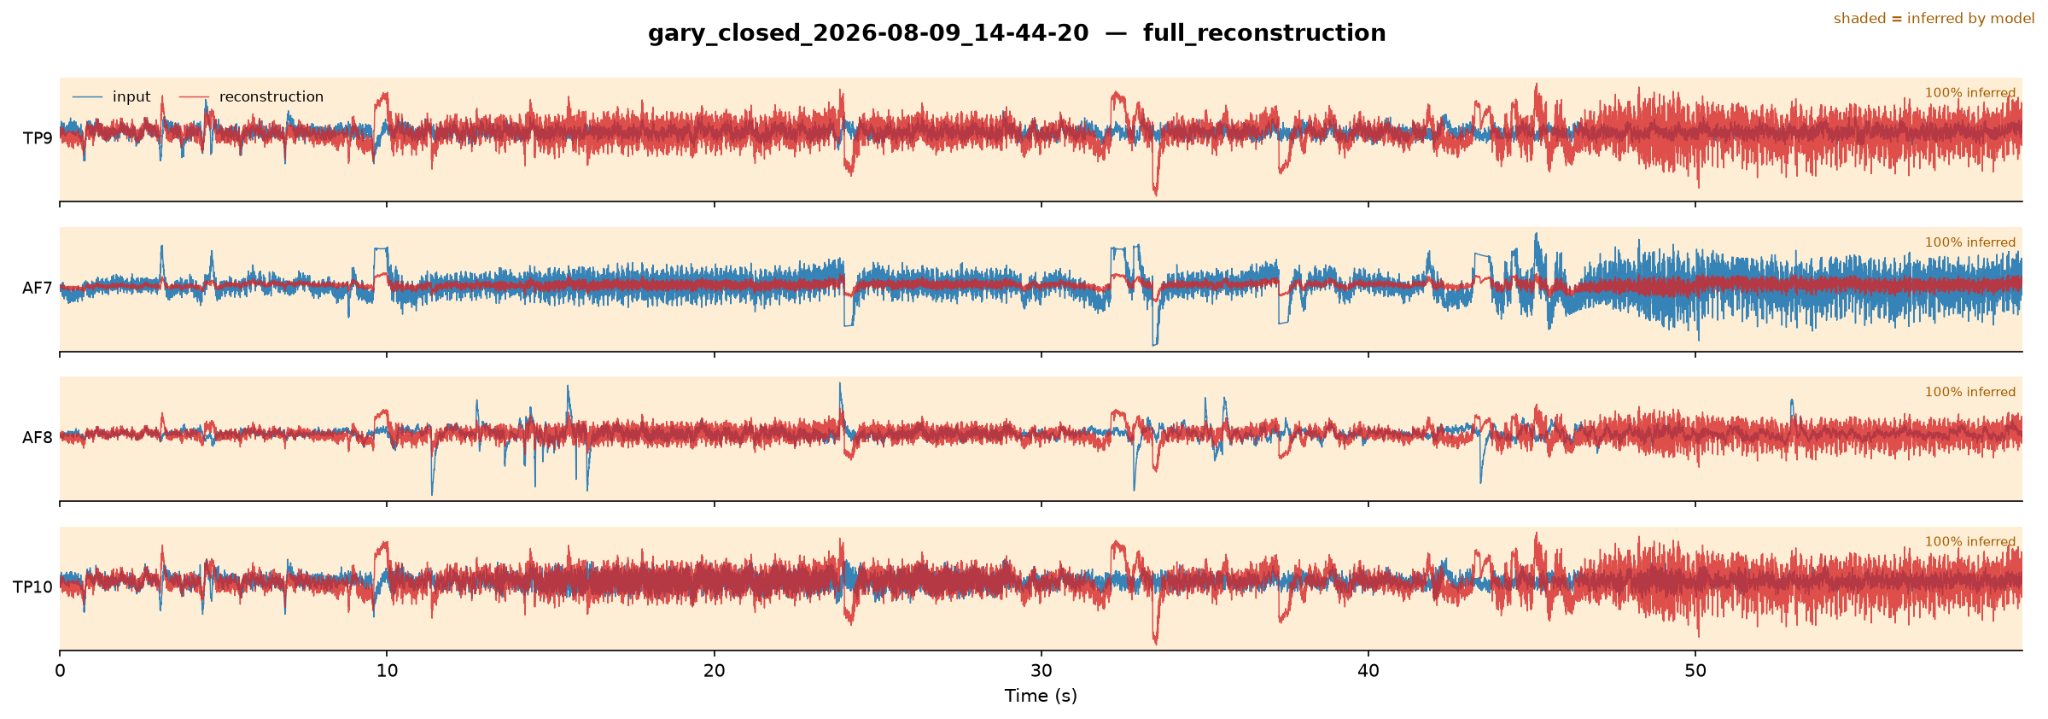 shaded = inferred by model
gary_closed_2026-08-09_14-44-20 — full_reconstruction
input reconstruction
100% inferred
TP9
100% inferred
AF7
100% inferred
AF8
100% inferred
TP10
0 10 20 30 40 50
Time (s)